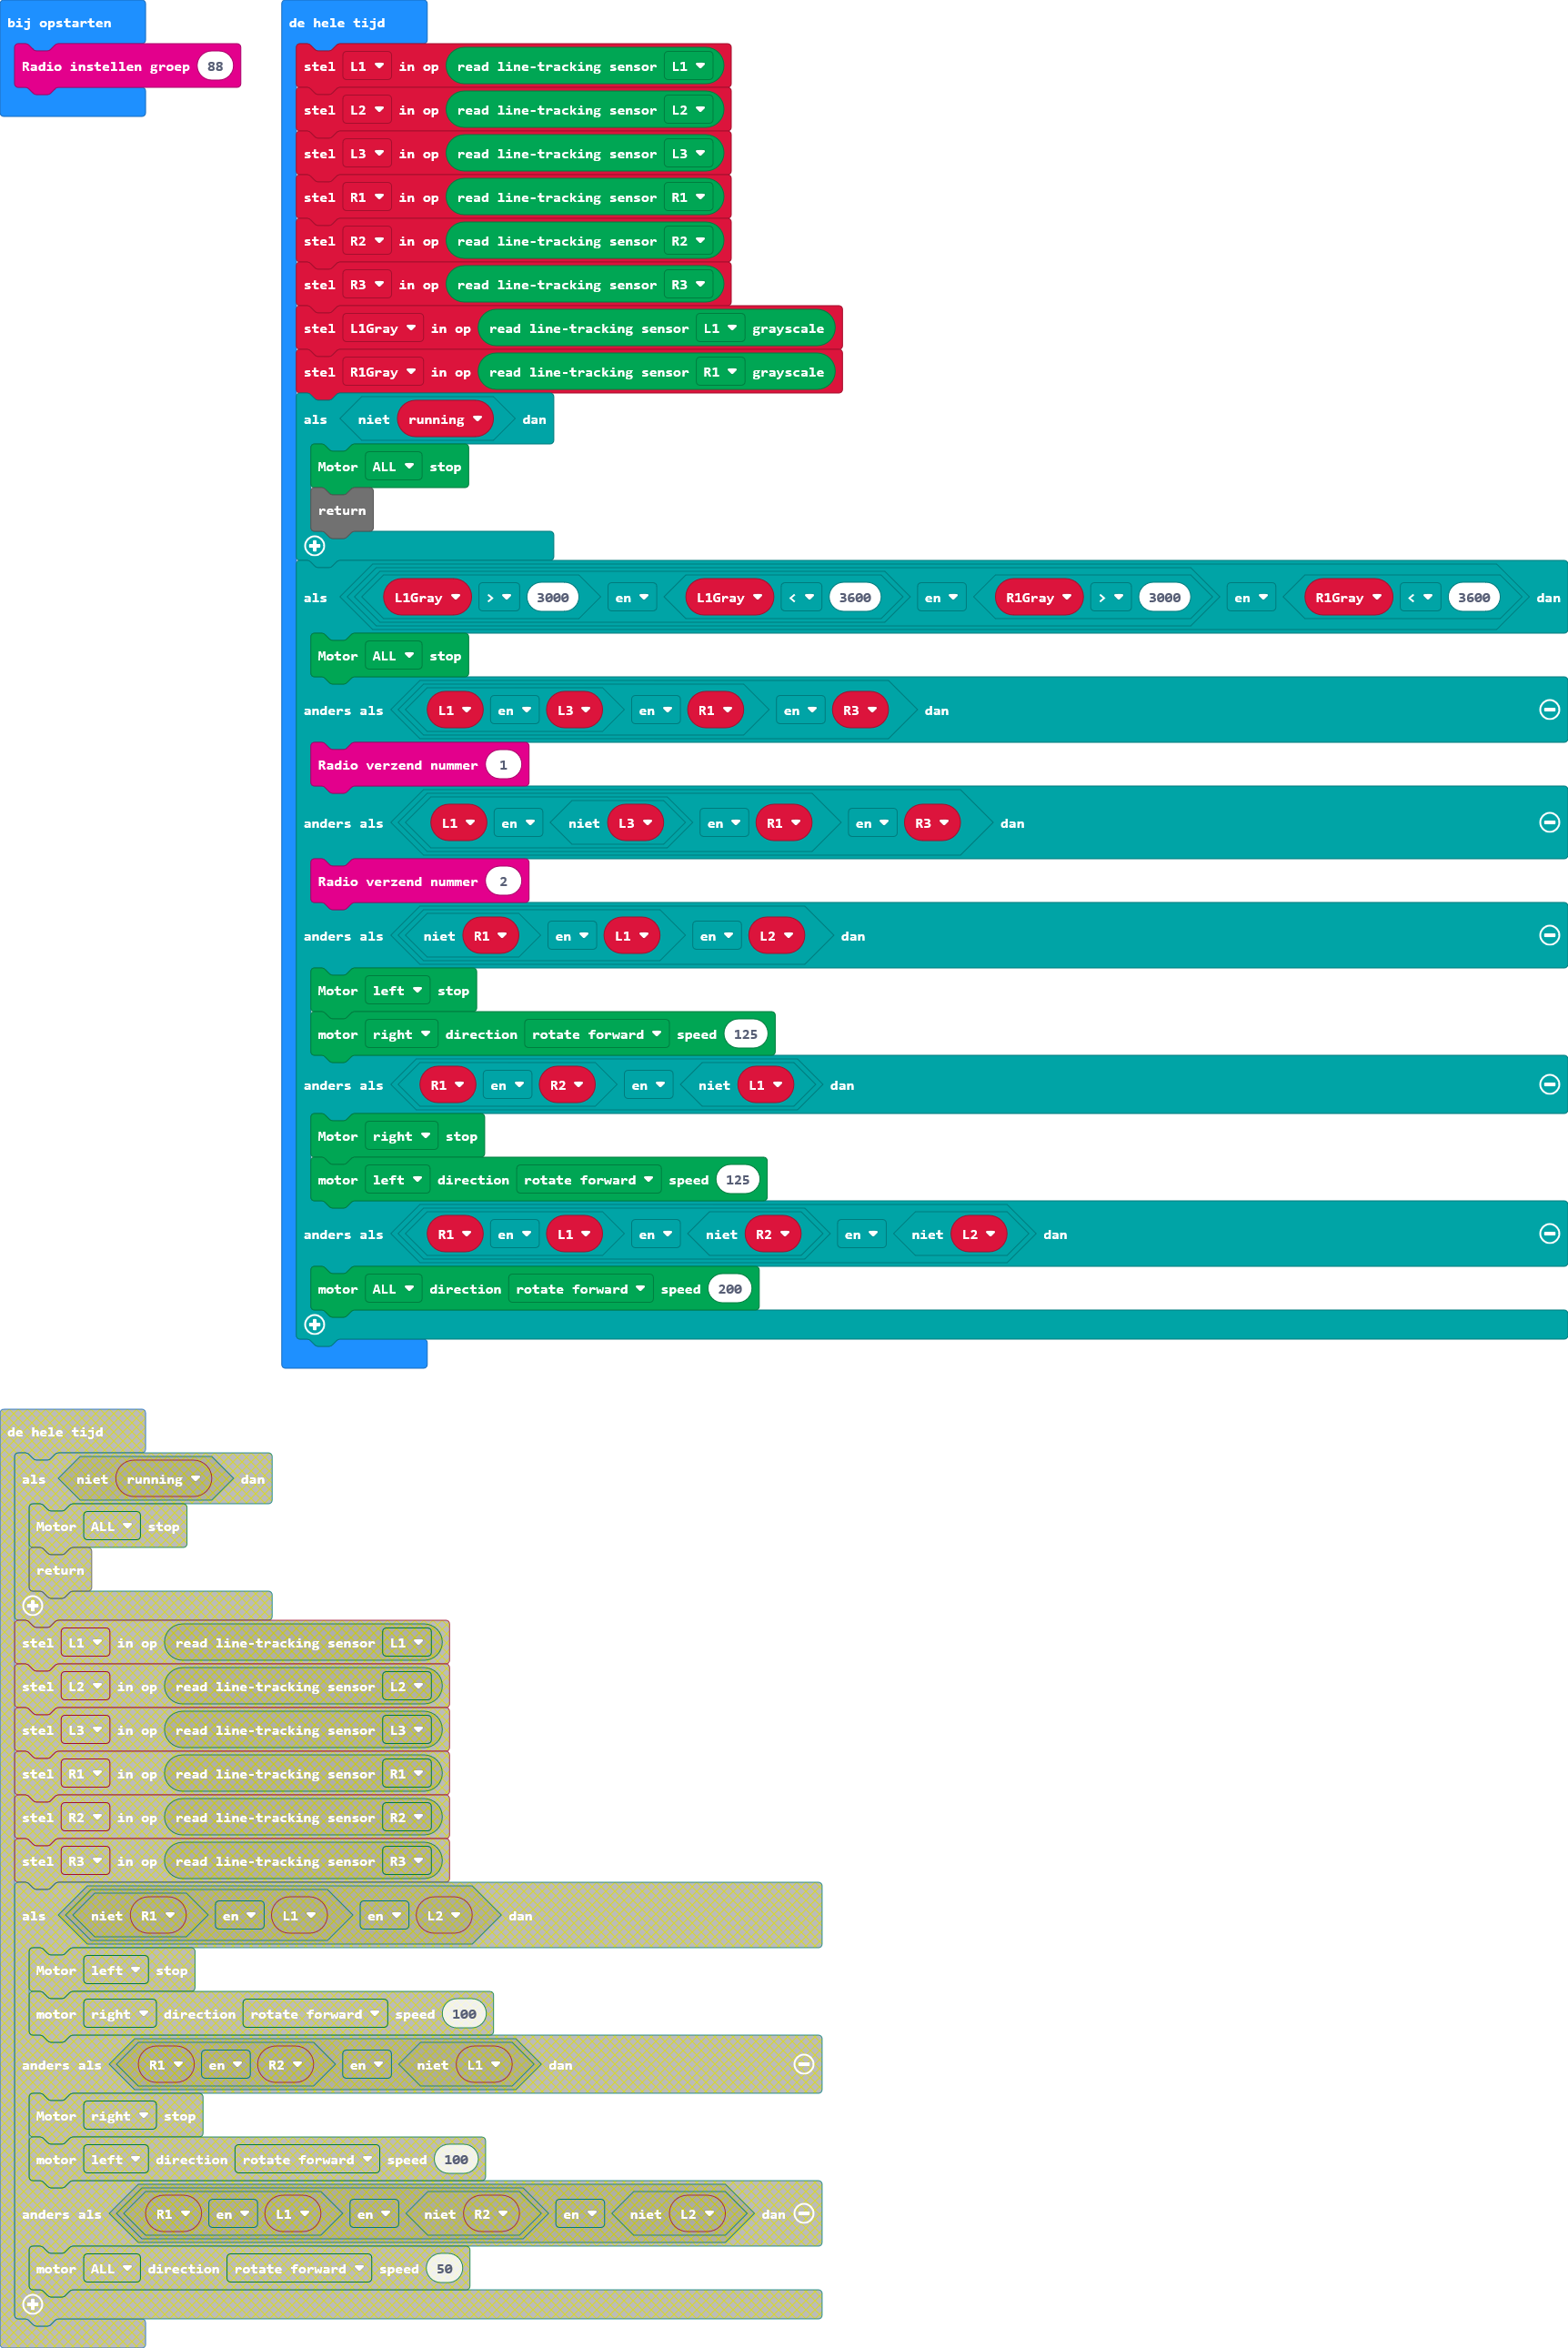 bij opstarten
Radio instellen groep 88
de hele tijd
stel L1 in op read line-tracking sensor L1
stel L2 in op read line-tracking sensor L2
stel L3 in op read line-tracking sensor L3
stel R1 in op read line-tracking sensor R1
stel R2 in op read line-tracking sensor R2
stel R3 in op read line-tracking sensor R3
stel L1Gray in op read line-tracking sensor L1 grayscale
stel R1Gray in op read line-tracking sensor R1 grayscale
als niet running dan
Motor ALL stop
return
als L1Gray > 3000 en L1Gray < 3600 en R1Gray > 3000 en R1Gray < 3600 dan
Motor ALL stop
anders als L1 en L3 en R1 en R3 dan
Radio verzend nummer 1
anders als L1 en niet L3 en R1 en R3 dan
Radio verzend nummer 2
anders als niet R1 en L1 en L2 dan
Motor left stop
motor right direction rotate forward speed 125
anders als R1 en R2 en niet L1 dan
Motor right stop
motor left direction rotate forward speed 125
anders als R1 en L1 en niet R2 en niet L2 dan
motor ALL direction rotate forward speed 200
de hele tijd
als niet running dan
Motor ALL stop
return
stel L1 in op read line-tracking sensor L1
stel L2 in op read line-tracking sensor L2
stel L3 in op read line-tracking sensor L3
stel R1 in op read line-tracking sensor R1
stel R2 in op read line-tracking sensor R2
stel R3 in op read line-tracking sensor R3
als niet R1 en L1 en L2 dan
Motor left stop
motor right direction rotate forward speed 100
anders als R1 en R2 en niet L1 dan
Motor right stop
motor left direction rotate forward speed 100
anders als R1 en L1 en niet R2 en niet L2 dan
motor ALL direction rotate forward speed 50